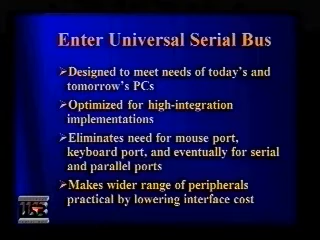 Enter Universal Serial Bus
➢Designed to meet needs of today's and
tomorrow's PCs
➢Optimized for high-integration
implementations
➢Eliminates need for mouse port,
keyboard port, and eventually for serial
and parallel ports
➢Makes wider range of peripherals
practical by lowering interface cost